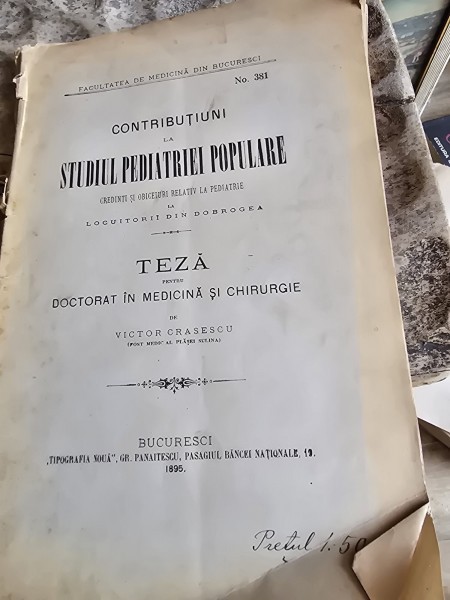 FACULTATEA DE MEDICINĂ DIN BUCURESCI
No. 381
CONTRIBUȚIUNI
LA
STUDIUL PEDIATRIEI POPULARE
CREDINȚI ȘI OBICEIURI RELATIV LA PEDIATRIE
LA
LOCUITORII DIN DOBROGEA
TEZĂ
PENTRU
DOCTORAT ÎN MEDICINĂ ȘI CHIRURGIE
DE
VICTOR CRASESCU
(FOST MEDIC AL PLĂȘEI SULINA)
BUCURESCI
„TIPOGRAFIA NOUĂ", GR. PANAITESCU, PASAGIUL BĂNCEI NAȚIONALE, 19.
1895.
Prețul 1.50
EDITURA